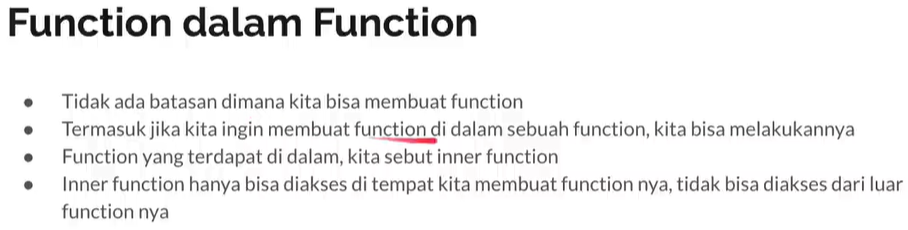 Function dalam Function
● Tidak ada batasan dimana kita bisa membuat function
● Termasuk jika kita ingin membuat function di dalam sebuah function, kita bisa melakukannya
● Function yang terdapat di dalam, kita sebut inner function
● Inner function hanya bisa diakses di tempat kita membuat function nya, tidak bisa diakses dari luar
function nya